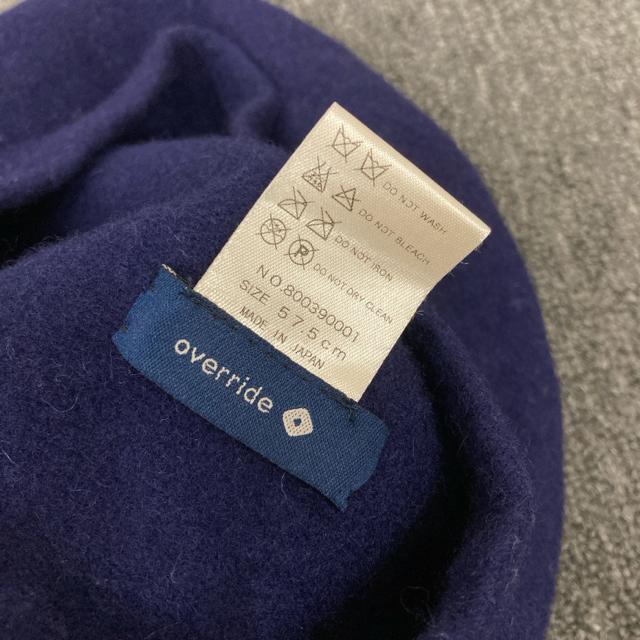 DO NOT WASH
DO NOT BLEACH
DO NOT IRON
DO NOT DRY CLEAN
N.O.800390001
SIZE 57.5cm
MADE IN JAPAN
override